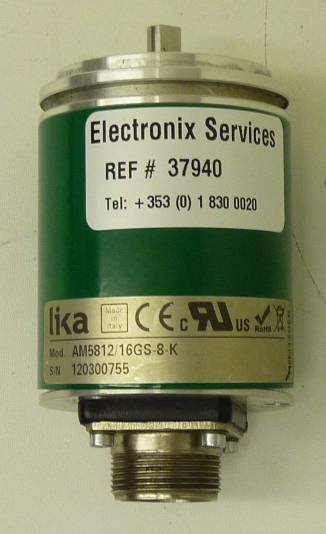 Electronix Services
REF # 37940
Tel: +353 (0) 1 830 0020
lika Made in Italy CE c RU US RoHS
Mod. AM5812/16GS-8-K
S/N 120300755